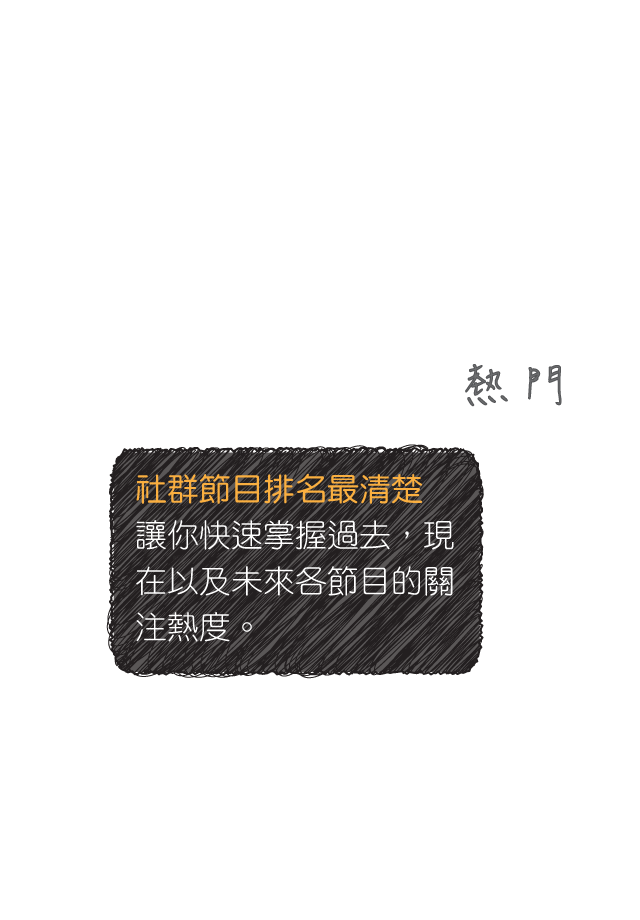 熱門
社群節目排名最清楚
讓你快速掌握過去，現
在以及未來各節目的關
注熱度。